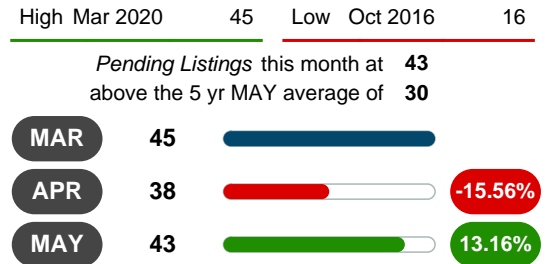 High Mar 2020 45 Low Oct 2016 16
Pending Listings this month at 43
above the 5 yr MAY average of 30
MAR 45
APR 38 -15.56%
MAY 43 13.16%